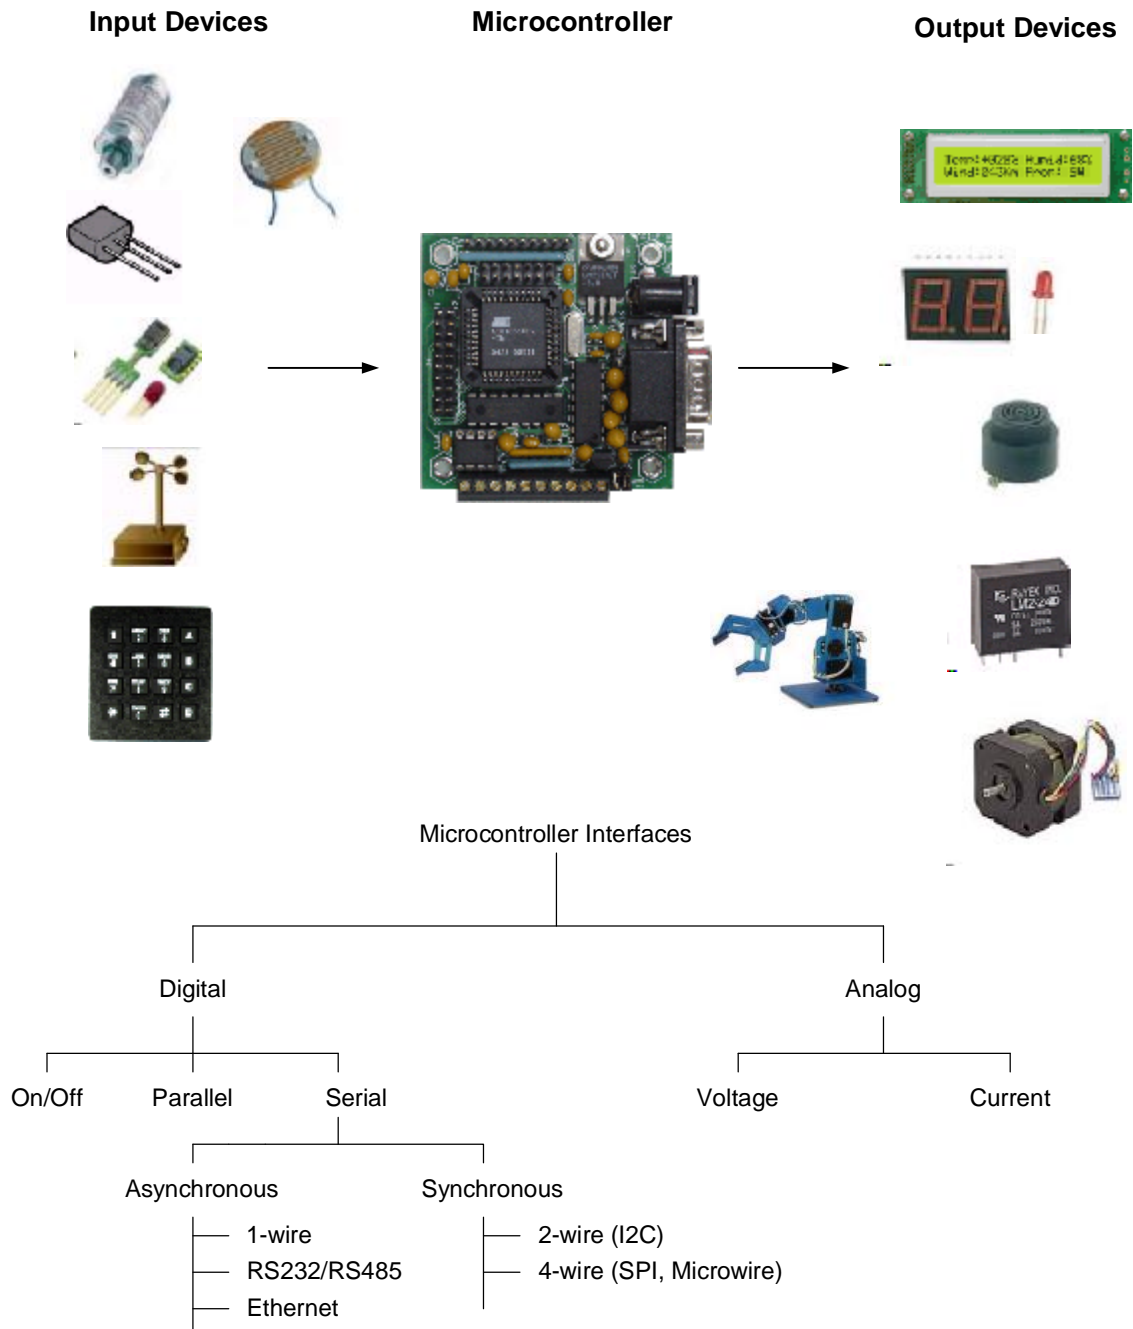 Input Devices
Microcontroller
Output Devices
Microcontroller Interfaces
Digital
Analog
On/Off
Parallel
Serial
Voltage
Current
Asynchronous
Synchronous
1-wire
2-wire (I2C)
RS232/RS485
4-wire (SPI, Microwire)
Ethernet